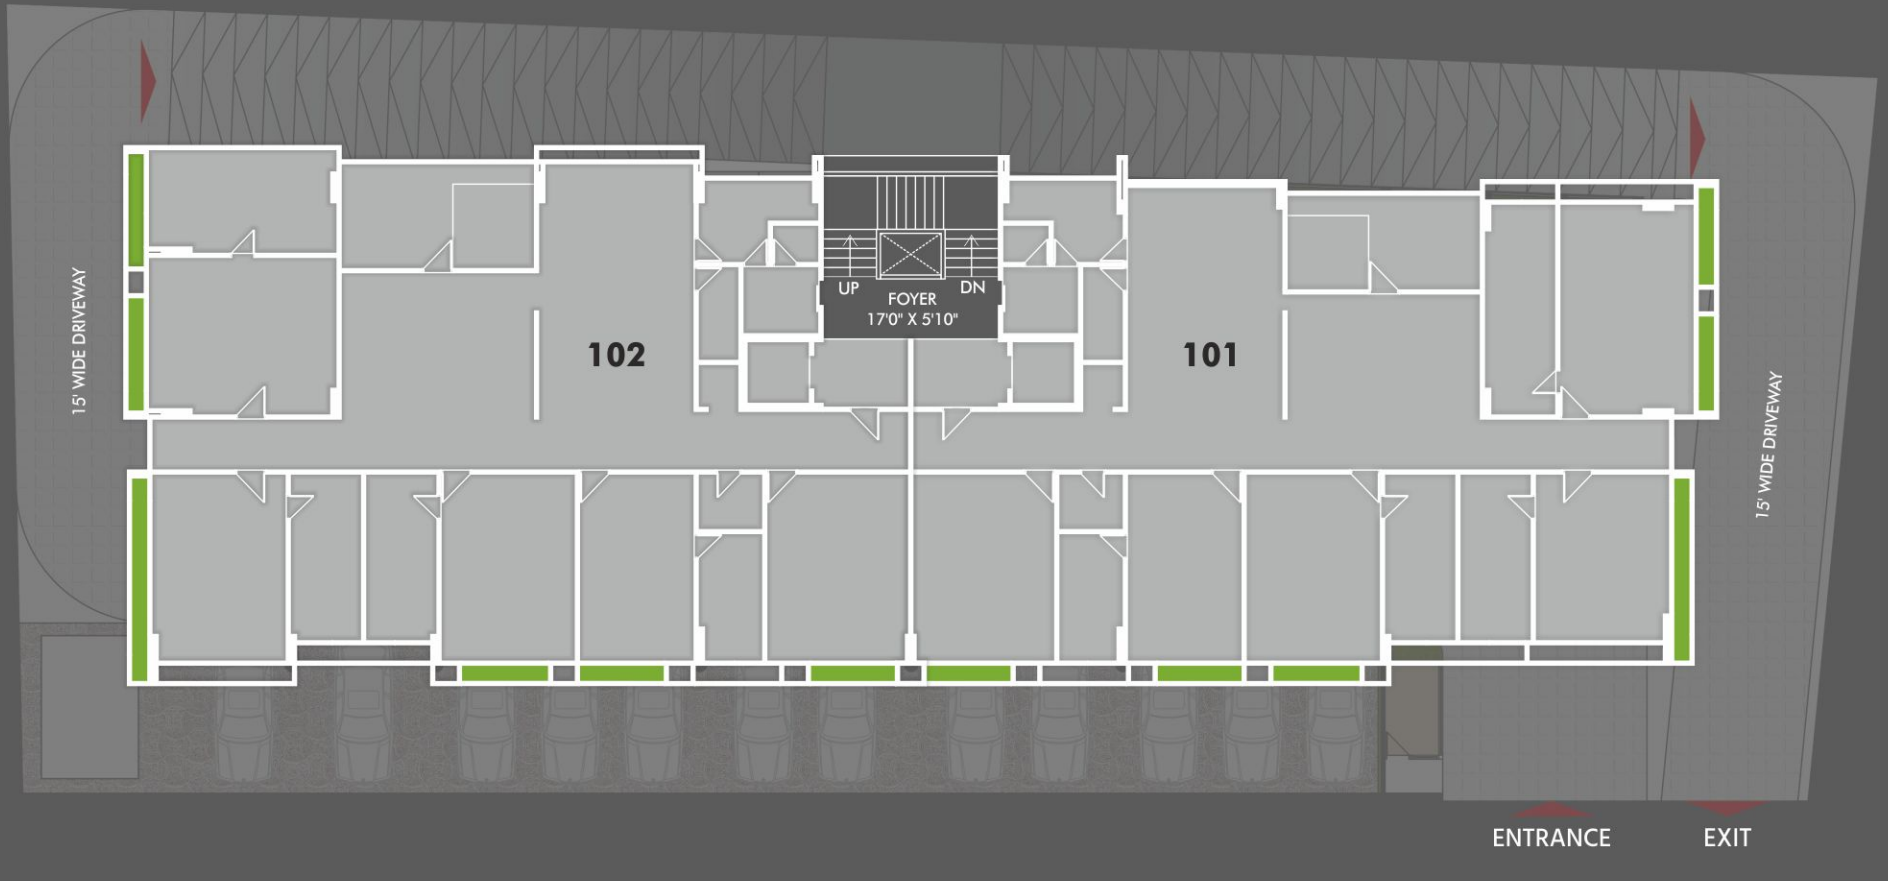 15' WIDE DRIVEWAY
102
UP
DN
FOYER
17'0" X 5'10"
101
15' WIDE DRIVEWAY
ENTRANCE
EXIT